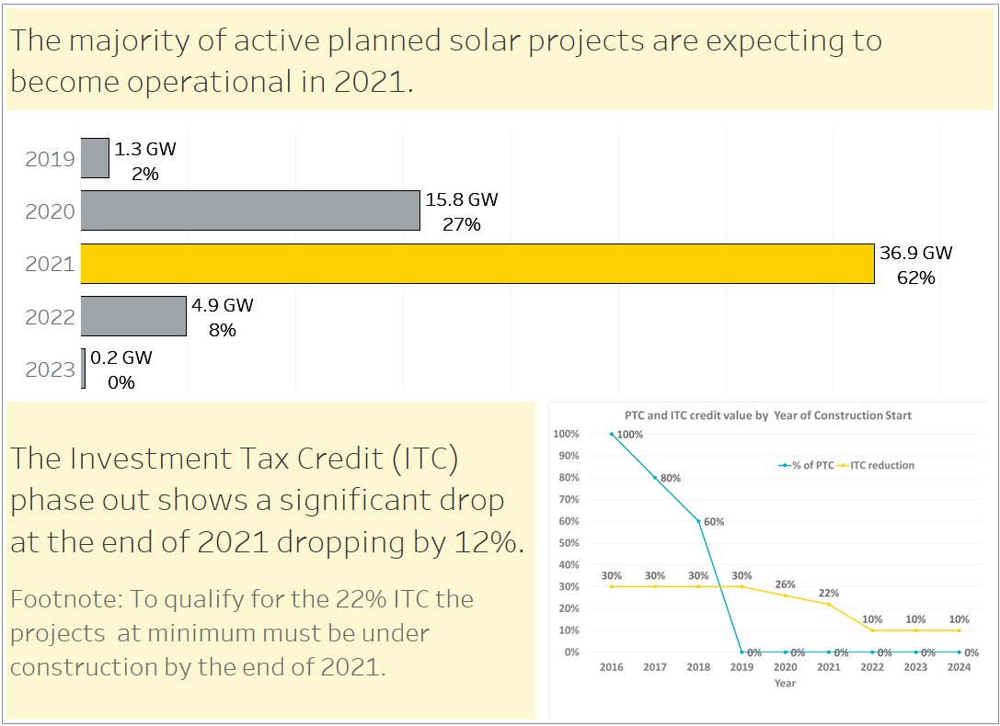 The majority of active planned solar projects are expecting to
become operational in 2021.
2019
1.3 GW
2%
2020
15.8 GW
27%
2021
36.9 GW
62%
2022
4.9 GW
8%
2023
0.2 GW
0%
The Investment Tax Credit (ITC)
phase out shows a significant drop
at the end of 2021 dropping by 12%.
Footnote: To qualify for the 22% ITC the
projects  at minimum must be under
construction by the end of 2021.
PTC and ITC credit value by  Year of Construction Start
% of PTC ITC reduction
100%
90%
80%
70%
60%
50%
40%
30%
20%
10%
0%
100%
80%
60%
0% 0% 0% 0% 0% 0%
30% 30% 30% 30% 26% 22% 10% 10% 10%
2016 2017 2018 2019 2020 2021 2022 2023 2024
Year